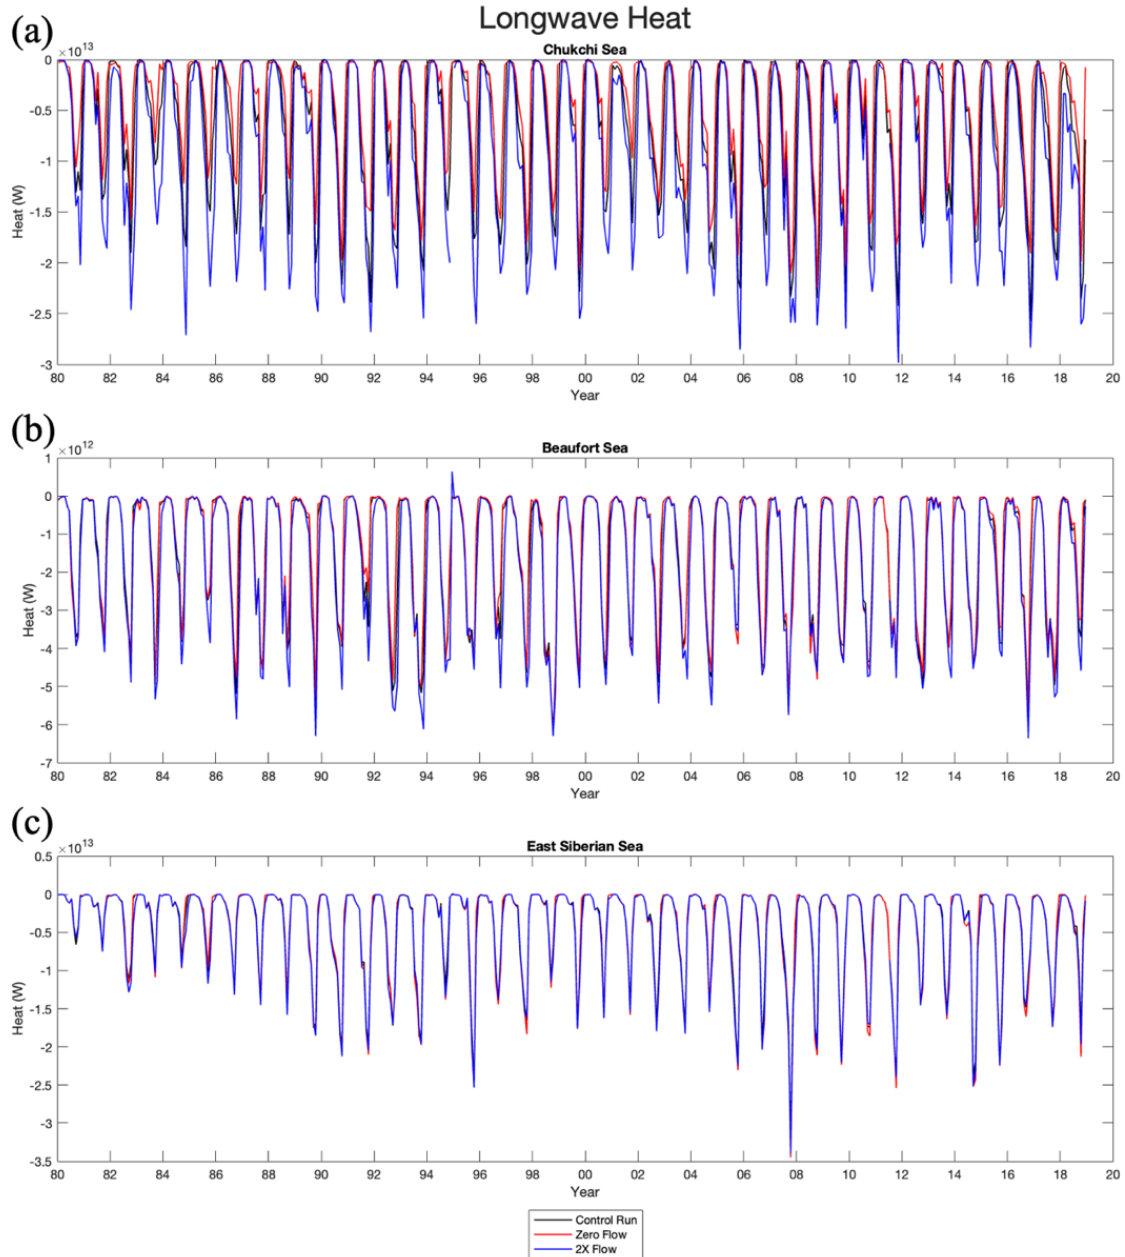 Longwave Heat
(a)
Chukchi Sea
×10^13
0
-0.5
-1
-1.5
-2
-2.5
-3
Heat (W)
80 82 84 86 88 90 92 94 96 98 00 02 04 06 08 10 12 14 16 18 20
Year
(b)
Beaufort Sea
×10^12
1
0
-1
-2
-3
-4
-5
-6
-7
Heat (W)
80 82 84 86 88 90 92 94 96 98 00 02 04 06 08 10 12 14 16 18 20
Year
(c)
East Siberian Sea
×10^13
0.5
0
-0.5
-1
-1.5
-2
-2.5
-3
-3.5
Heat (W)
80 82 84 86 88 90 92 94 96 98 00 02 04 06 08 10 12 14 16 18 20
Year
Control Run
Zero Flow
2X Flow